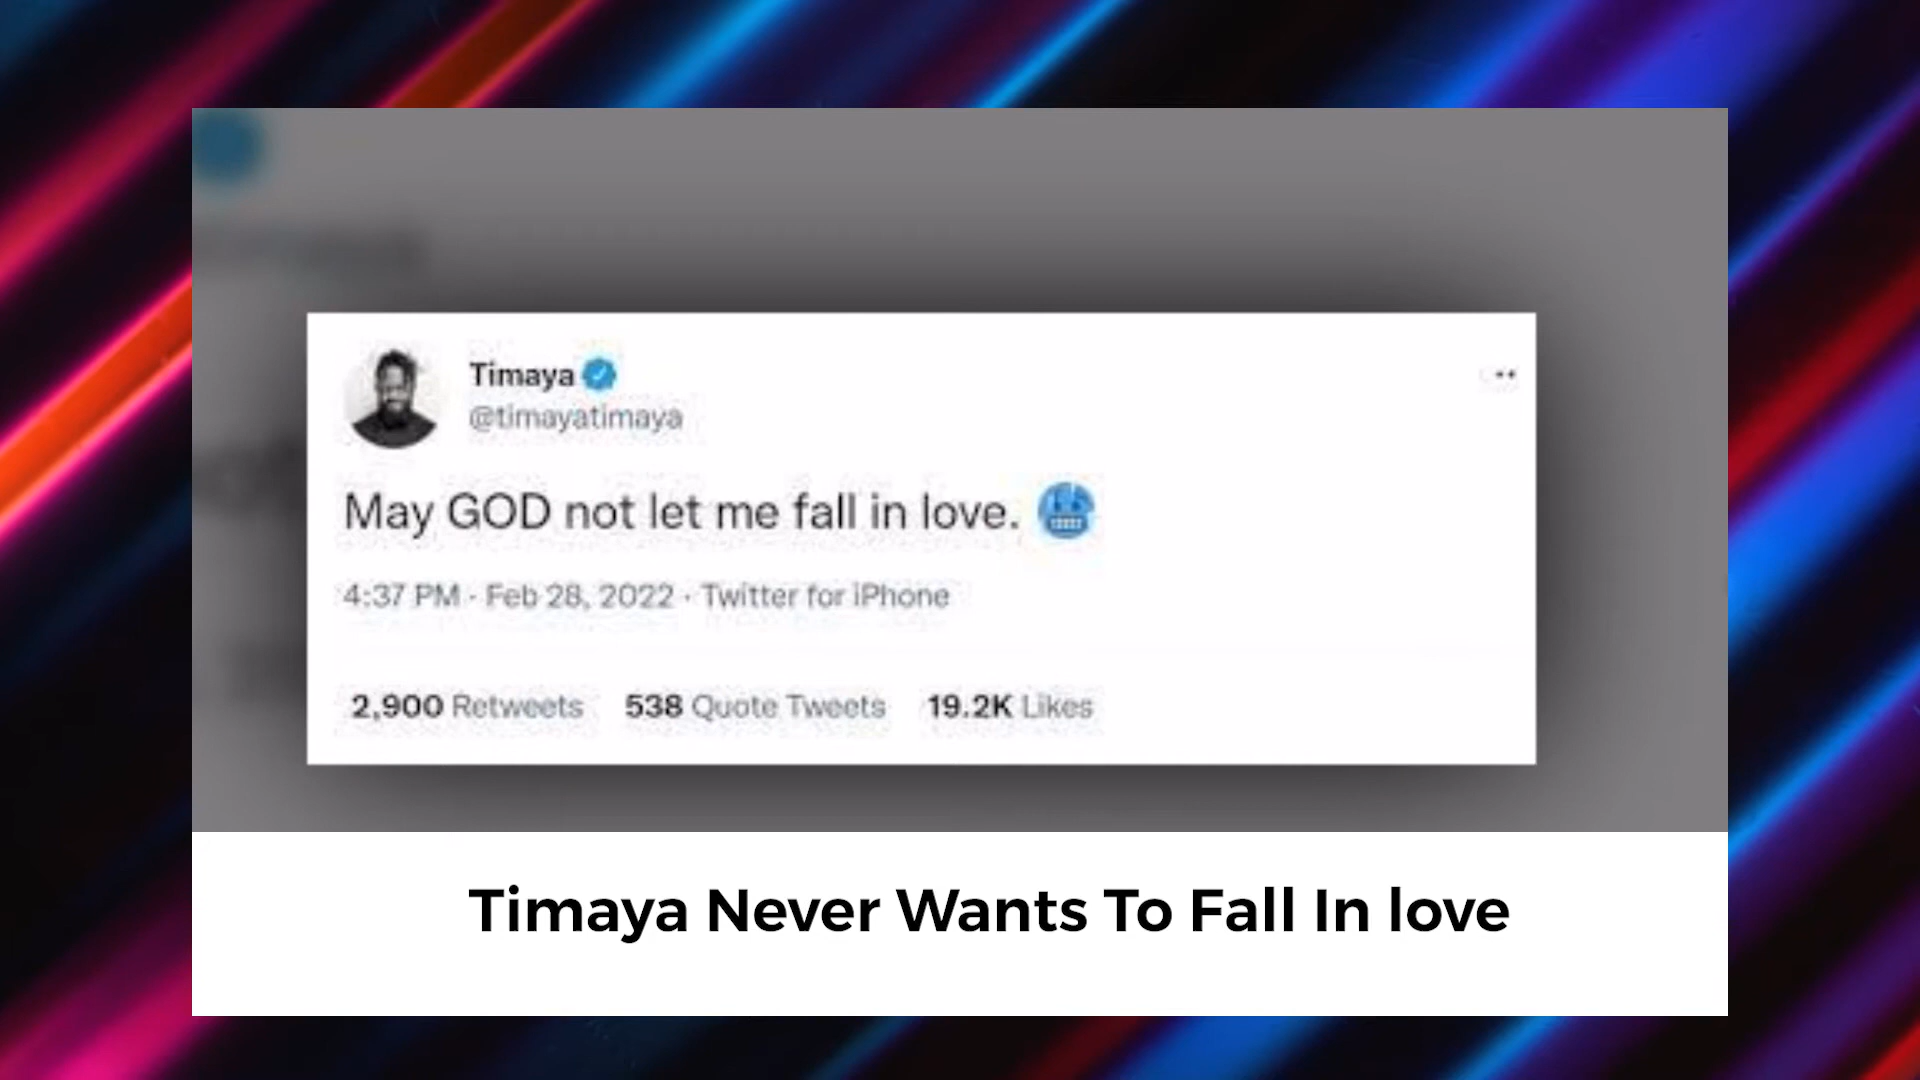 Timaya
@timayatimaya
May GOD not let me fall in love. 🥶
4:37 PM · Feb 28, 2022 · Twitter for iPhone
2,900 Retweets 538 Quote Tweets 19.2K Likes
Timaya Never Wants To Fall In love